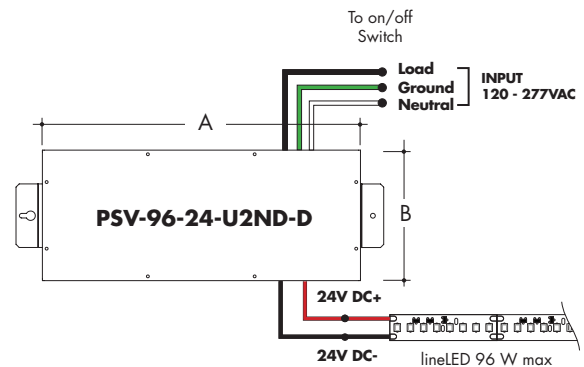 To on/off
Switch
Load
Ground
Neutral
INPUT
120 - 277VAC
A
B
PSV-96-24-U2ND-D
24V DC+
24V DC-
lineLED 96 W max